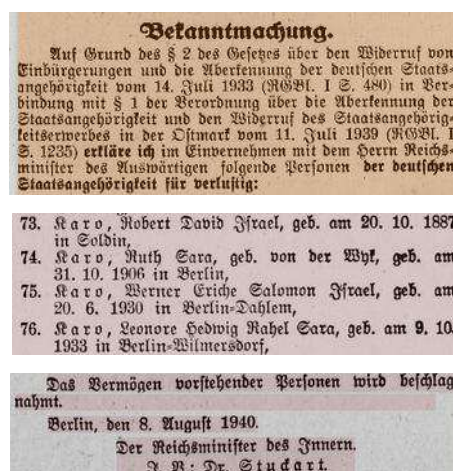 Bekanntmachung.
Auf Grund des § 2 des Gesetzes über den Widerruf von
Einbürgerungen und die Aberkennung der deutschen Staats-
angehörigkeit vom 14. Juli 1933 (RGBl. I S. 480) in Ver-
bindung mit § 1 der Verordnung über die Aberkennung der
Staatsangehörigkeit und den Widerruf des Staatsangehörig-
keitserwerbes in der Ostmark vom 11. Juli 1939 (RGBl. I
S. 1235) erkläre ich im Einvernehmen mit dem Herrn Reichs-
minister des Auswärtigen folgende Personen der deutschen
Staatsangehörigkeit für verlustig:
73. Karo, Robert David Israel, geb. am 20. 10. 1887
in Soldin,
74. Karo, Ruth Sara, geb. von der Wyk, geb. am
31. 10. 1906 in Berlin,
75. Karo, Werner Eriche Salomon Israel, geb. am
20. 6. 1930 in Berlin-Dahlem,
76. Karo, Leonore Hedwig Rahel Sara, geb. am 9. 10.
1933 in Berlin-Wilmersdorf,
Das Vermögen vorstehender Personen wird beschlag
nahmt.
Berlin, den 8. August 1940.
Der Reichsminister des Innern.
J. V: Dr. Stuckart.